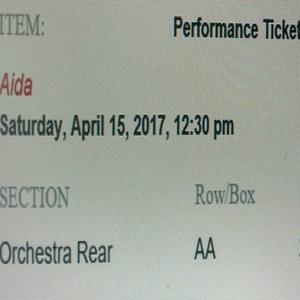 ITEM: Performance Ticket
Aida
Saturday, April 15, 2017, 12:30 pm
SECTION Row/Box
Orchestra Rear AA